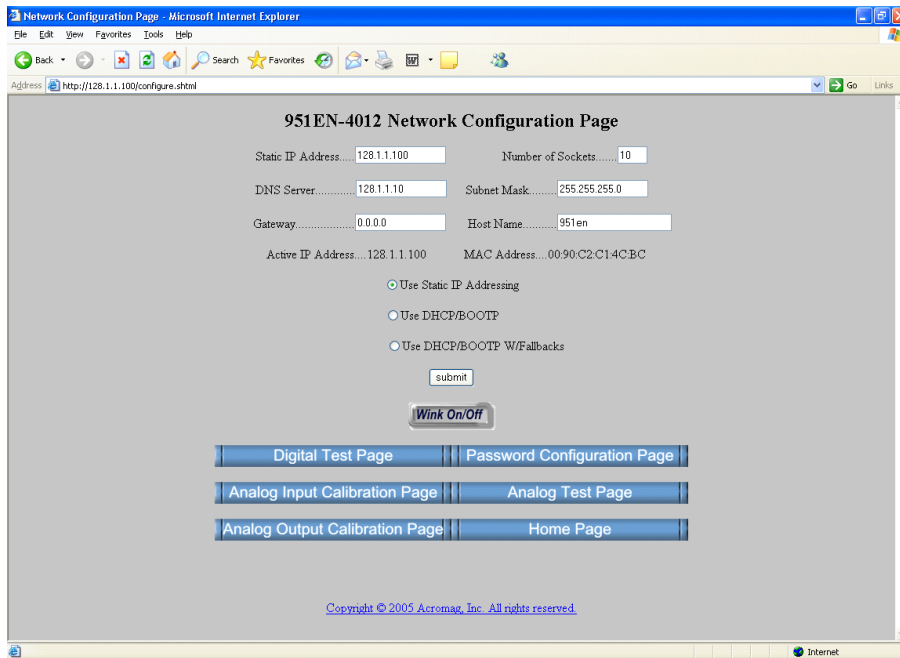 Network Configuration Page - Microsoft Internet Explorer
File Edit View Favorites Tools Help
Back Search Favorites W
Address http://128.1.1.100/configure.shtml Go Links
951EN-4012 Network Configuration Page
Static IP Address..... 128.1.1.100 Number of Sockets....... 10
DNS Server............. 128.1.1.10 Subnet Mask......... 255.255.255.0
Gateway................... 0.0.0.0 Host Name........... 951en
Active IP Address....128.1.1.100 MAC Address....00:90:C2:C1:4C:BC
Use Static IP Addressing
Use DHCP/BOOTP
Use DHCP/BOOTP W/Fallbacks
submit
Wink On/Off
Digital Test Page Password Configuration Page
Analog Input Calibration Page Analog Test Page
Analog Output Calibration Page Home Page
Copyright © 2005 Acromag, Inc. All rights reserved.
Internet